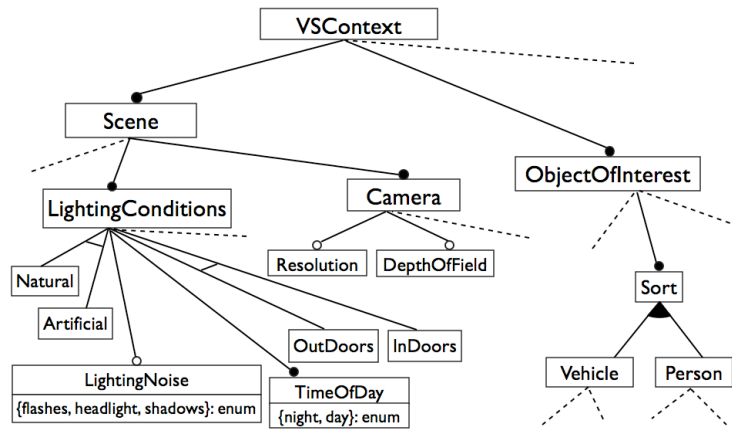 VSContext
Scene
ObjectOfInterest
LightingConditions
Camera
Natural
Artificial
Resolution
DepthOfField
Sort
OutDoors
InDoors
LightingNoise
{flashes, headlight, shadows}: enum
TimeOfDay
{night, day}: enum
Vehicle
Person